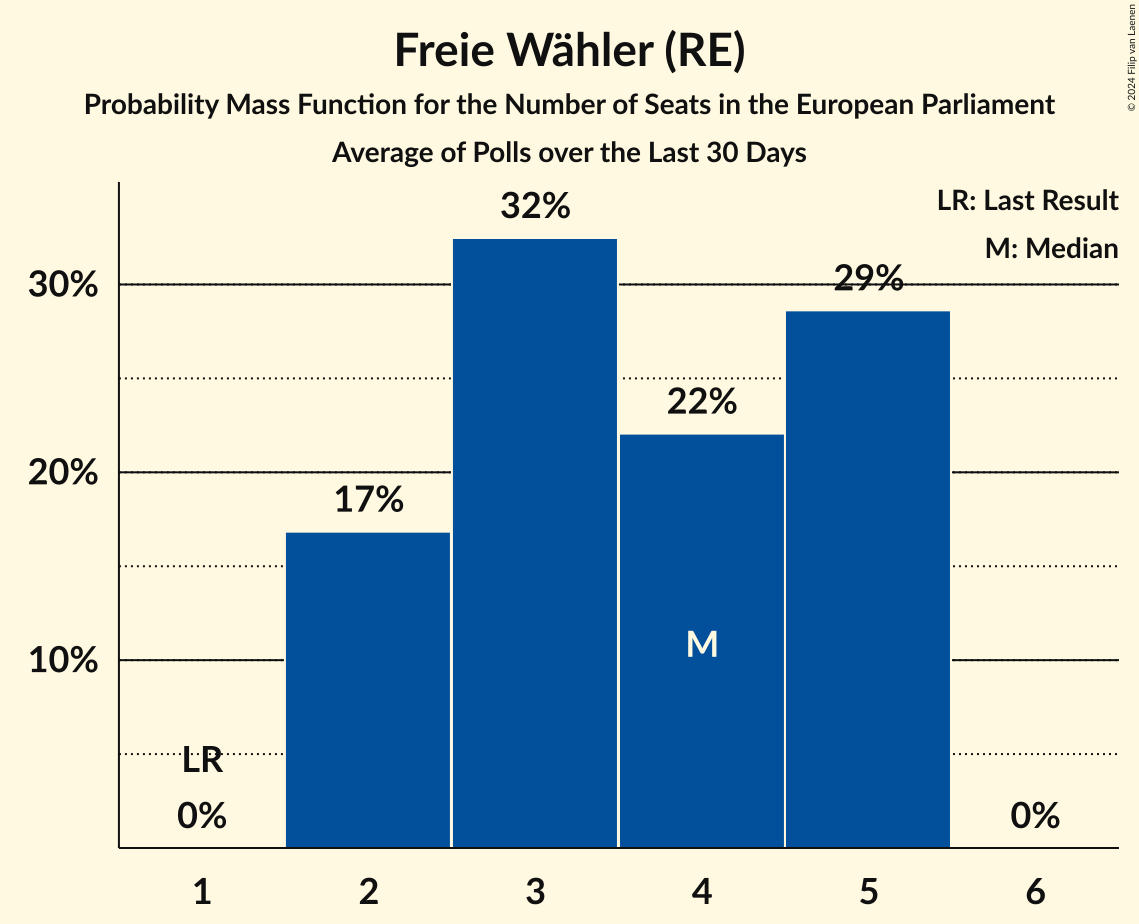 Freie Wähler (RE)
Probability Mass Function for the Number of Seats in the European Parliament
Average of Polls over the Last 30 Days
© 2024 Filip van Laenen
LR: Last Result
M: Median
30%
20%
10%
LR
0%
17%
32%
22%
M
29%
0%
1 2 3 4 5 6